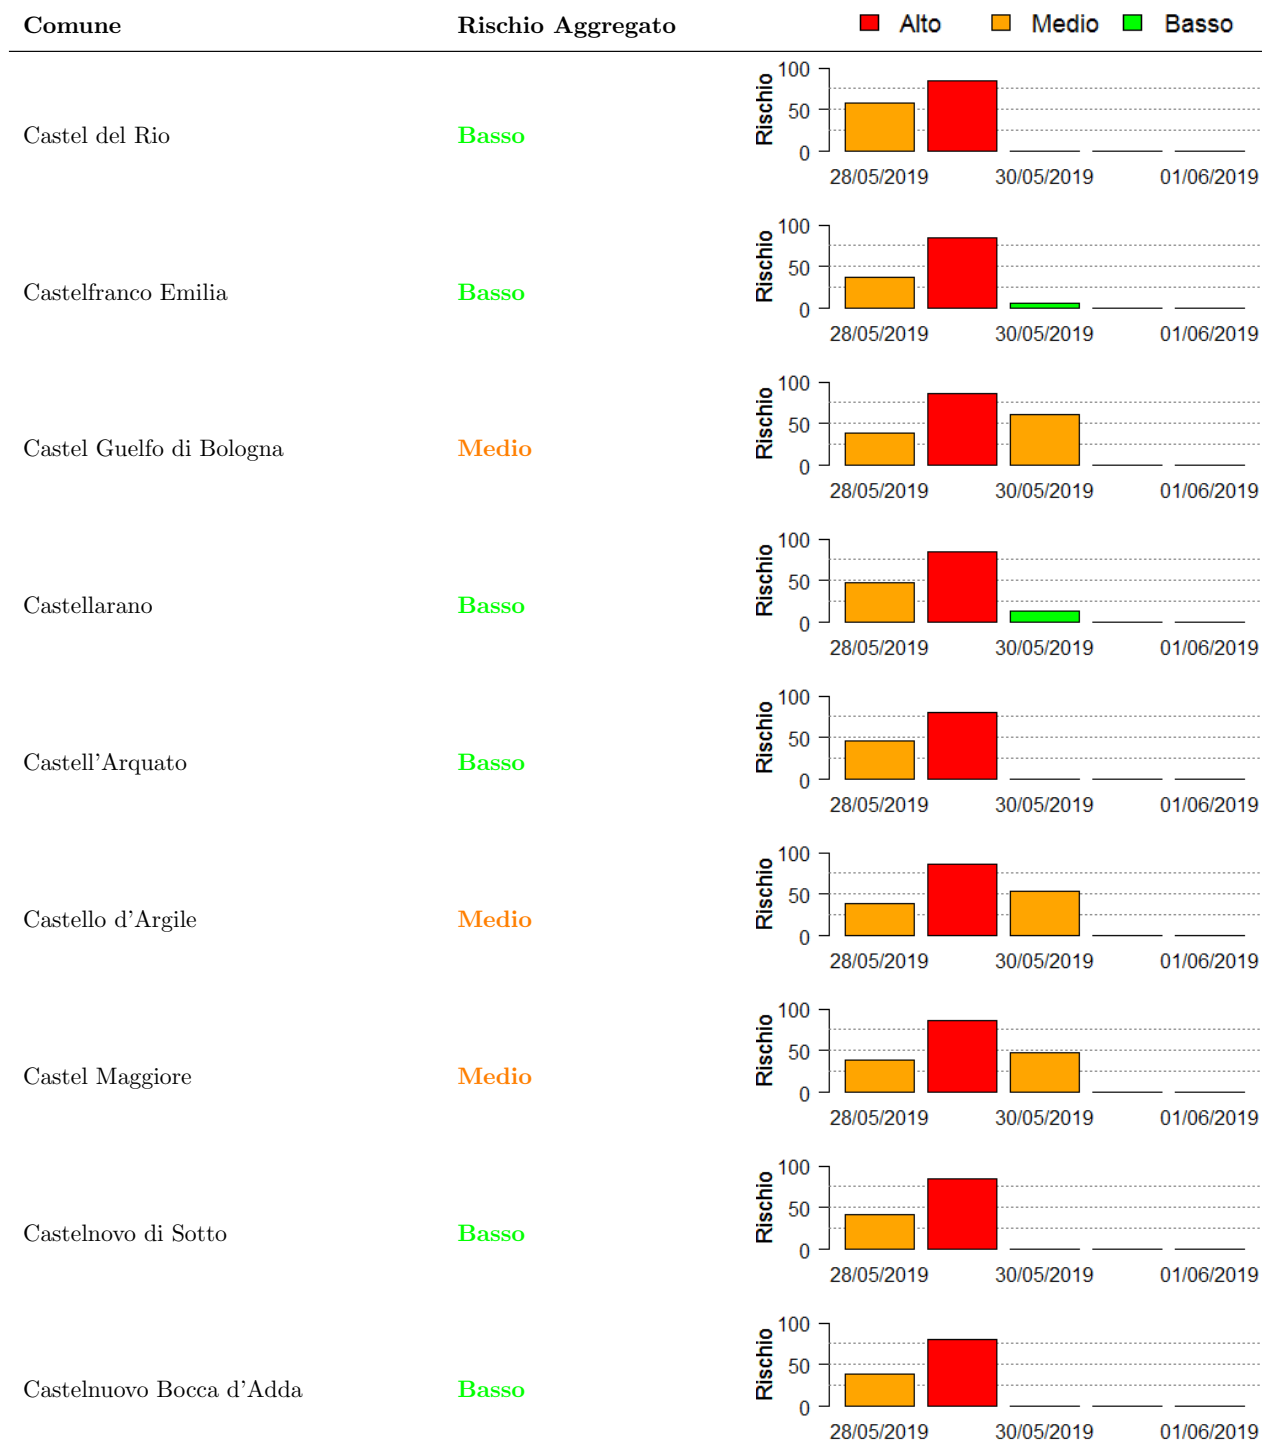 Comune Rischio Aggregato Alto Medio Basso
100
50
0
Rischio
Castel del Rio Basso
28/05/2019 30/05/2019 01/06/2019
100
50
0
Rischio
Castelfranco Emilia Basso
28/05/2019 30/05/2019 01/06/2019
100
50
0
Rischio
Castel Guelfo di Bologna Medio
28/05/2019 30/05/2019 01/06/2019
100
50
0
Rischio
Castellarano Basso
28/05/2019 30/05/2019 01/06/2019
100
50
0
Rischio
Castell'Arquato Basso
28/05/2019 30/05/2019 01/06/2019
100
50
0
Rischio
Castello d'Argile Medio
28/05/2019 30/05/2019 01/06/2019
100
50
0
Rischio
Castel Maggiore Medio
28/05/2019 30/05/2019 01/06/2019
100
50
0
Rischio
Castelnovo di Sotto Basso
28/05/2019 30/05/2019 01/06/2019
100
50
0
Rischio
Castelnuovo Bocca d'Adda Basso
28/05/2019 30/05/2019 01/06/2019